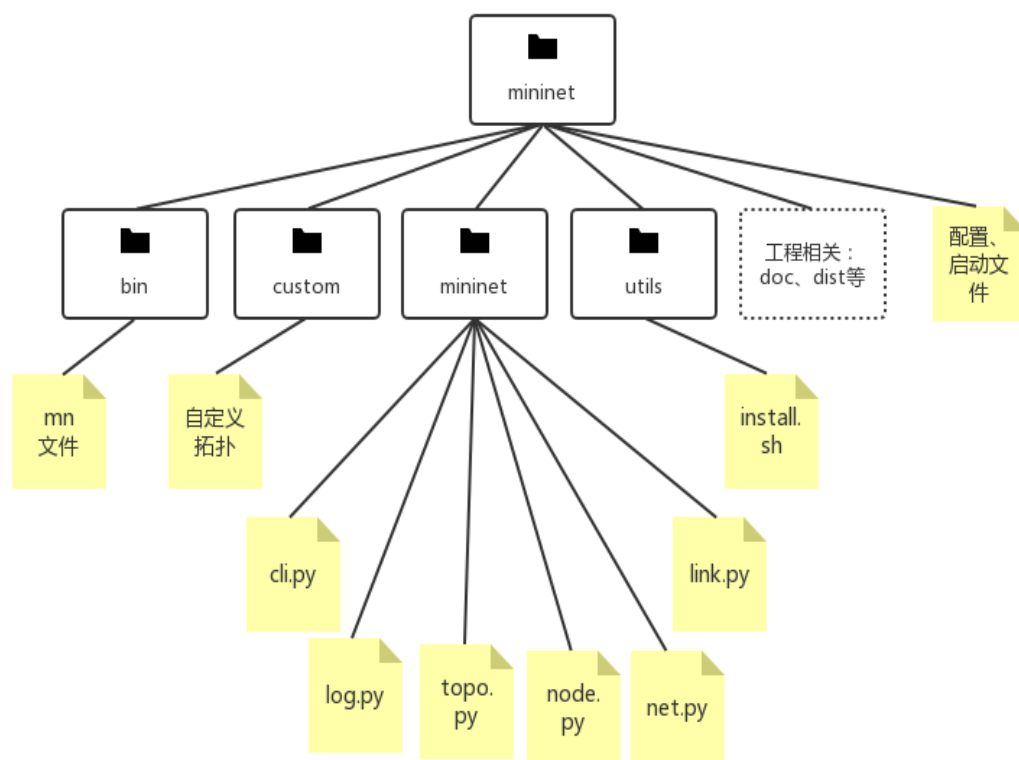 mininet
bin
custom
mininet
utils
工程相关：
doc、dist等
配置、
启动文
件
mn
文件
自定义
拓扑
install.
sh
cli.py
link.py
log.py
topo.
py
node.
py
net.py